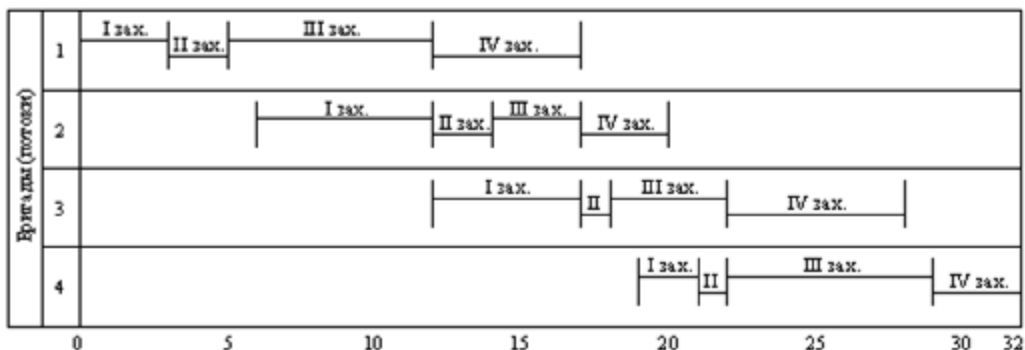 Бригады (потоки)
1
I зах.
II зах.
III зах.
IV зах.
2
I зах.
II зах.
III зах.
IV зах.
3
I зах.
II
III зах.
IV зах.
4
I зах.
II
III зах.
IV зах.
0 5 10 15 20 25 30 32